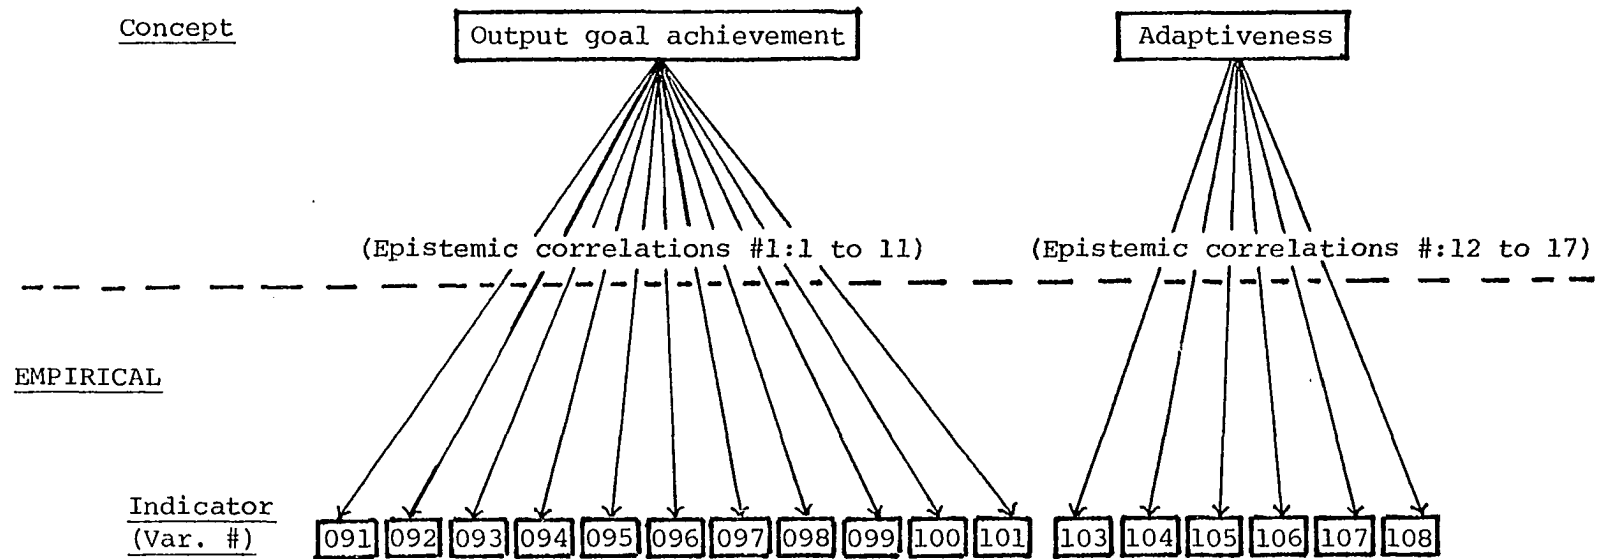 Concept Output goal achievement Adaptiveness
(Epistemic correlations #1:1 to 11) (Epistemic correlations #:12 to 17)
EMPIRICAL
Indicator
(Var. #) 091 092 093 094 095 096 097 098 099 100 101 103 104 105 106 107 108